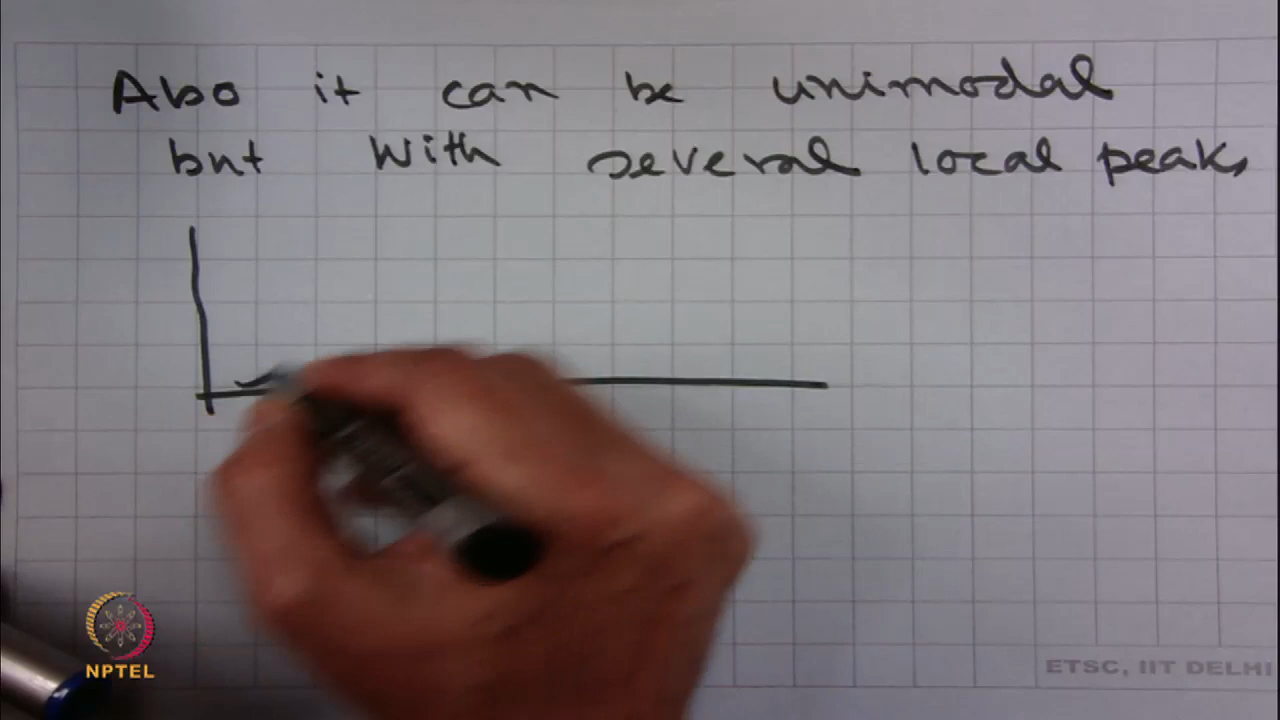 Also it can be unimodal
but with several local peaks
NPTEL
ETSC, IIT DELHI